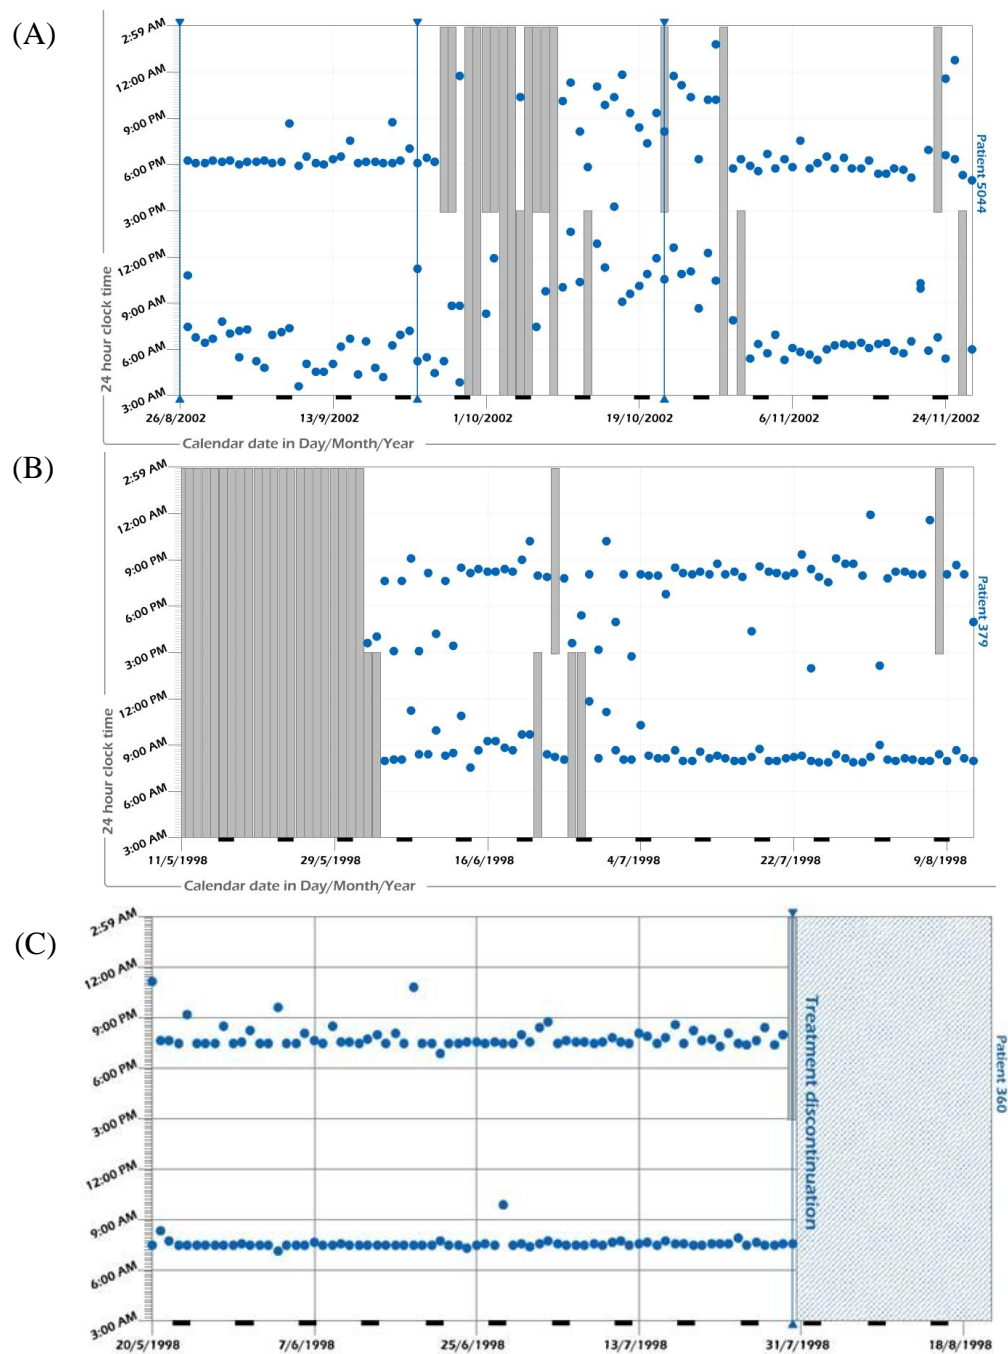 (A)
2:59 AM
12:00 AM
9:00 PM
6:00 PM
3:00 PM
12:00 PM
9:00 AM
6:00 AM
3:00 AM
24 hour clock time
Patient 5044
26/8/2002 13/9/2002 1/10/2002 19/10/2002 6/11/2002 24/11/2002
Calendar date in Day/Month/Year
(B)
2:59 AM
12:00 AM
9:00 PM
6:00 PM
3:00 PM
12:00 PM
9:00 AM
6:00 AM
3:00 AM
24 hour clock time
Patient 379
11/5/1998 29/5/1998 16/6/1998 4/7/1998 22/7/1998 9/8/1998
Calendar date in Day/Month/Year
(C)
2:59 AM
12:00 AM
9:00 PM
6:00 PM
3:00 PM
12:00 PM
9:00 AM
6:00 AM
3:00 AM
Treatment discontinuation
Patient 360
20/5/1998 7/6/1998 25/6/1998 13/7/1998 31/7/1998 18/8/1998